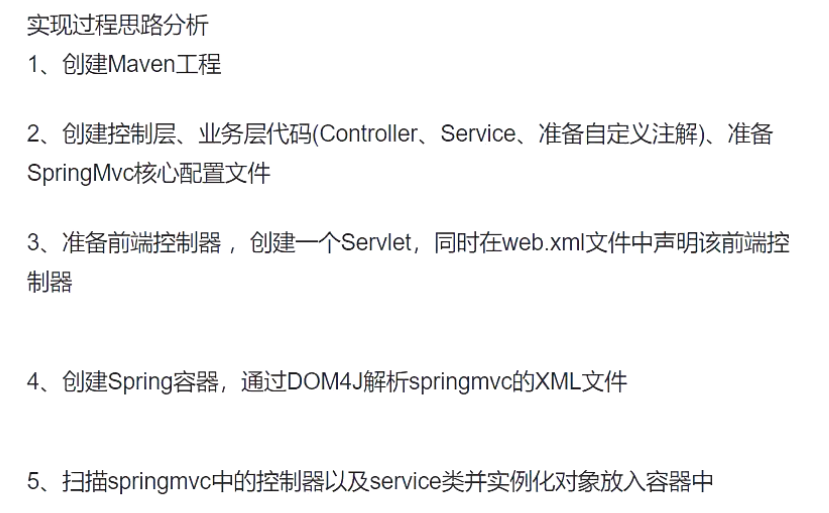 实现过程思路分析
1、创建Maven工程
2、创建控制层、业务层代码(Controller、Service、准备自定义注解)、准备
SpringMvc核心配置文件
3、准备前端控制器 ，创建一个Servlet，同时在web.xml文件中声明该前端控
制器
4、创建Spring容器，通过DOM4J解析springmvc的XML文件
5、扫描springmvc中的控制器以及service类并实例化对象放入容器中